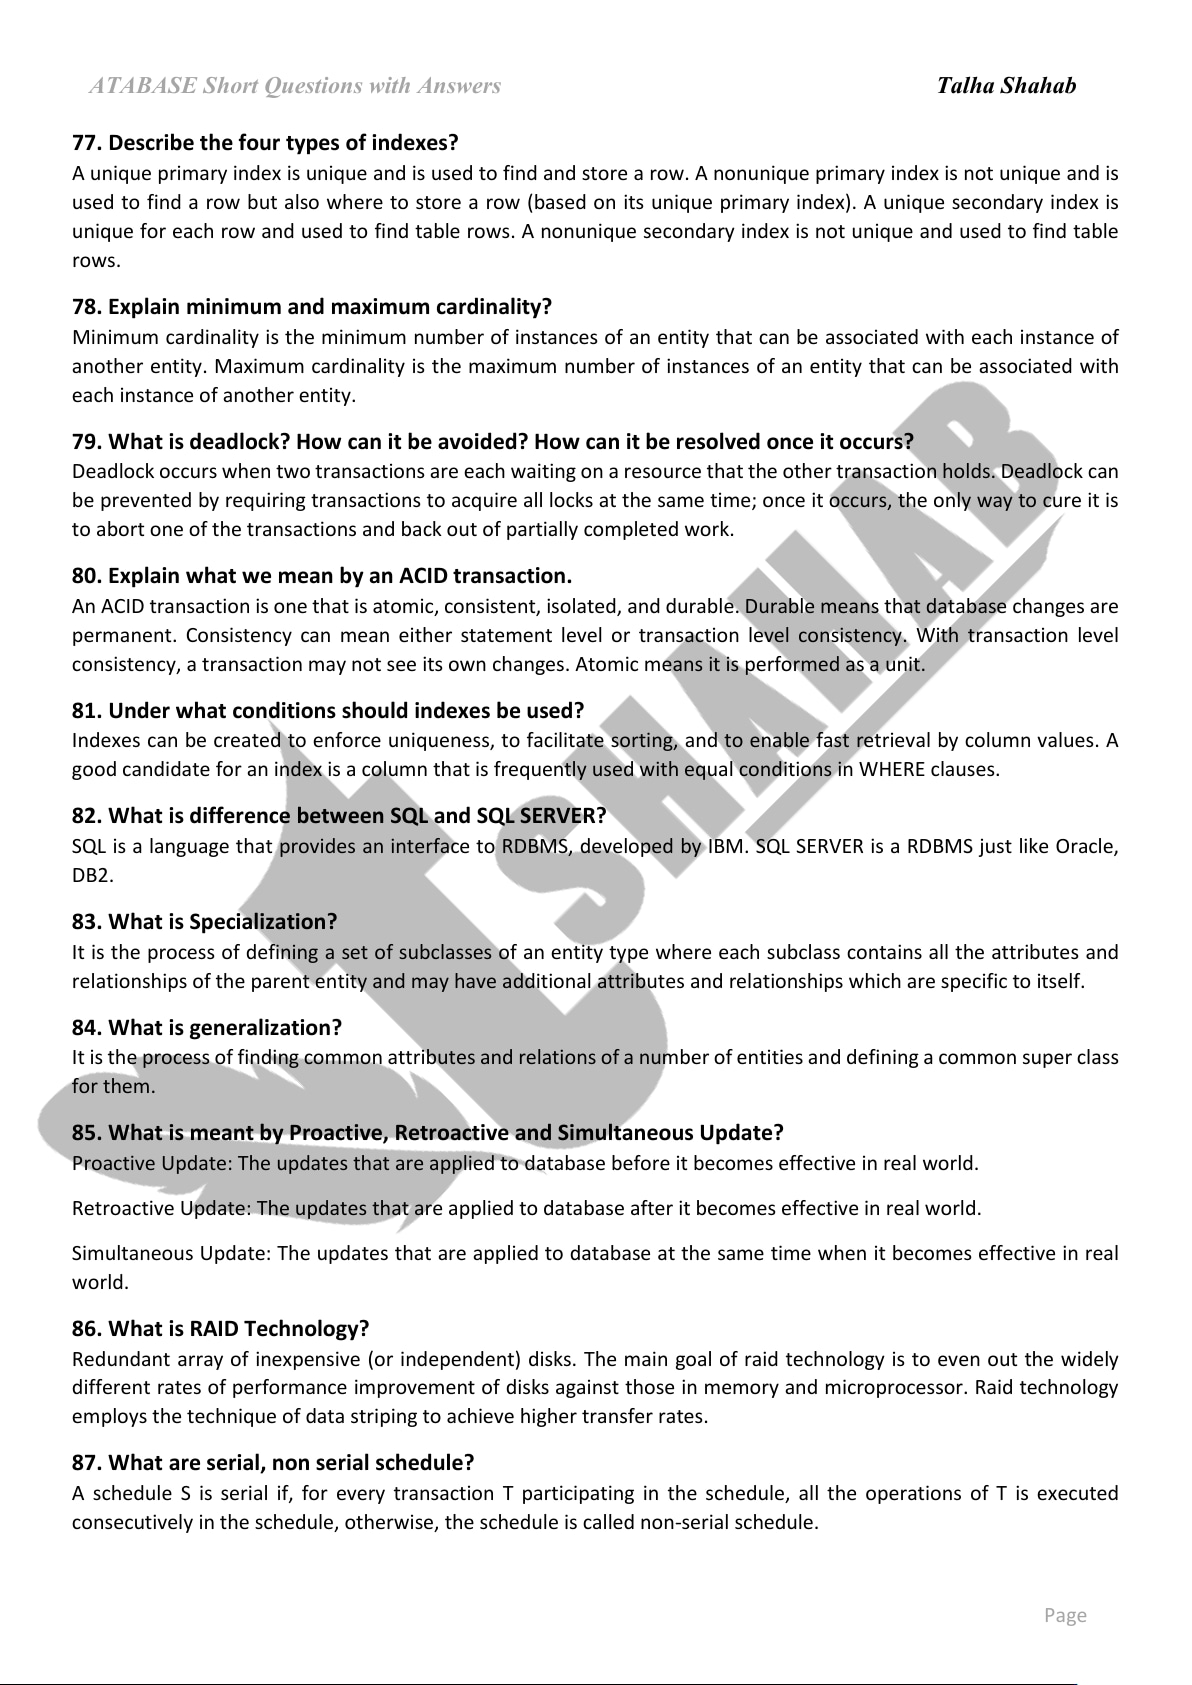 ATABASE Short Questions with Answers
Talha Shahab
77. Describe the four types of indexes?
A unique primary index is unique and is used to find and store a row. A nonunique primary index is not unique and is
used to find a row but also where to store a row (based on its unique primary index). A unique secondary index is
unique for each row and used to find table rows. A nonunique secondary index is not unique and used to find table
rows.
78. Explain minimum and maximum cardinality?
Minimum cardinality is the minimum number of instances of an entity that can be associated with each instance of
another entity. Maximum cardinality is the maximum number of instances of an entity that can be associated with
each instance of another entity.
79. What is deadlock? How can it be avoided? How can it be resolved once it occurs?
Deadlock occurs when two transactions are each waiting on a resource that the other transaction holds. Deadlock can
be prevented by requiring transactions to acquire all locks at the same time; once it occurs, the only way to cure it is
to abort one of the transactions and back out of partially completed work.
80. Explain what we mean by an ACID transaction.
An ACID transaction is one that is atomic, consistent, isolated, and durable. Durable means that database changes are
permanent. Consistency can mean either statement level or transaction level consistency. With transaction level
consistency, a transaction may not see its own changes. Atomic means it is performed as a unit.
81. Under what conditions should indexes be used?
Indexes can be created to enforce uniqueness, to facilitate sorting, and to enable fast retrieval by column values. A
good candidate for an index is a column that is frequently used with equal conditions in WHERE clauses.
82. What is difference between SQL and SQL SERVER?
SQL is a language that provides an interface to RDBMS, developed by IBM. SQL SERVER is a RDBMS just like Oracle,
DB2.
83. What is Specialization?
It is the process of defining a set of subclasses of an entity type where each subclass contains all the attributes and
relationships of the parent entity and may have additional attributes and relationships which are specific to itself.
84. What is generalization?
It is the process of finding common attributes and relations of a number of entities and defining a common super class
for them.
85. What is meant by Proactive, Retroactive and Simultaneous Update?
Proactive Update: The updates that are applied to database before it becomes effective in real world.
Retroactive Update: The updates that are applied to database after it becomes effective in real world.
Simultaneous Update: The updates that are applied to database at the same time when it becomes effective in real
world.
86. What is RAID Technology?
Redundant array of inexpensive (or independent) disks. The main goal of raid technology is to even out the widely
different rates of performance improvement of disks against those in memory and microprocessor. Raid technology
employs the technique of data striping to achieve higher transfer rates.
87. What are serial, non serial schedule?
A schedule S is serial if, for every transaction T participating in the schedule, all the operations of T is executed
consecutively in the schedule, otherwise, the schedule is called non-serial schedule.
Page
SHAHAB